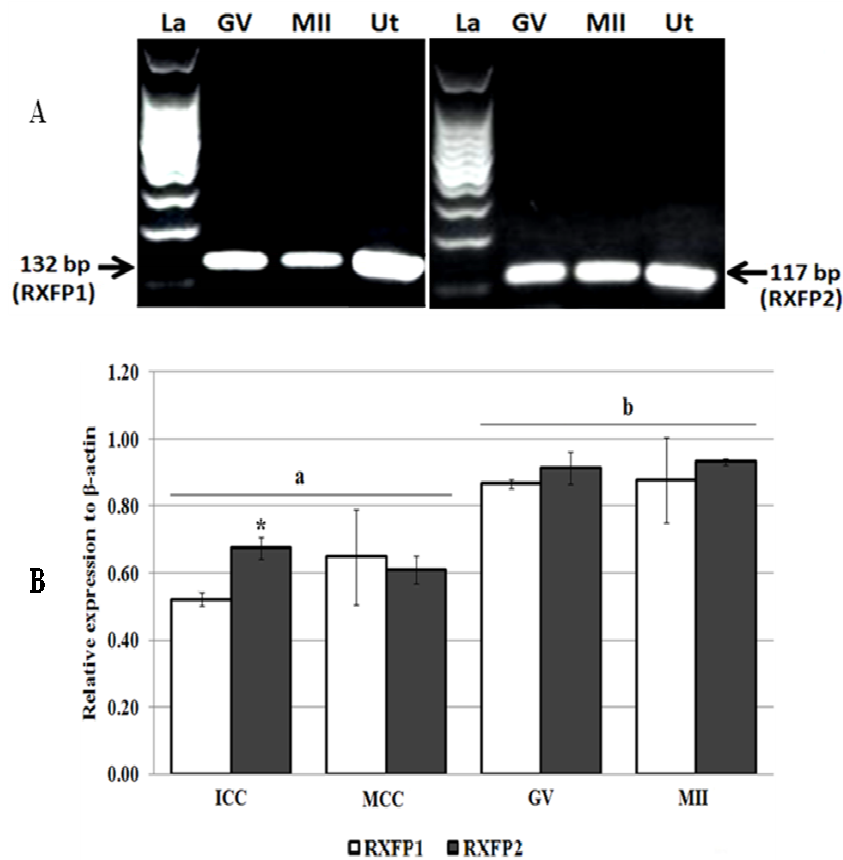 La GV MII Ut La GV MII Ut
A
132 bp
(RXFP1)
117 bp
(RXFP2)
B
Relative expression to β-actin
1.20
1.00
0.80
0.60
0.40
0.20
0.00
a
b
*
ICC MCC GV MII
RXFP1 RXFP2